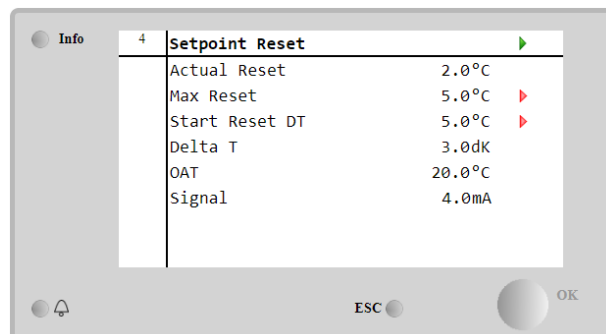 Info
4 Setpoint Reset
Actual Reset 2.0°C
Max Reset 5.0°C
Start Reset DT 5.0°C
Delta T 3.0dK
OAT 20.0°C
Signal 4.0mA
ESC
OK